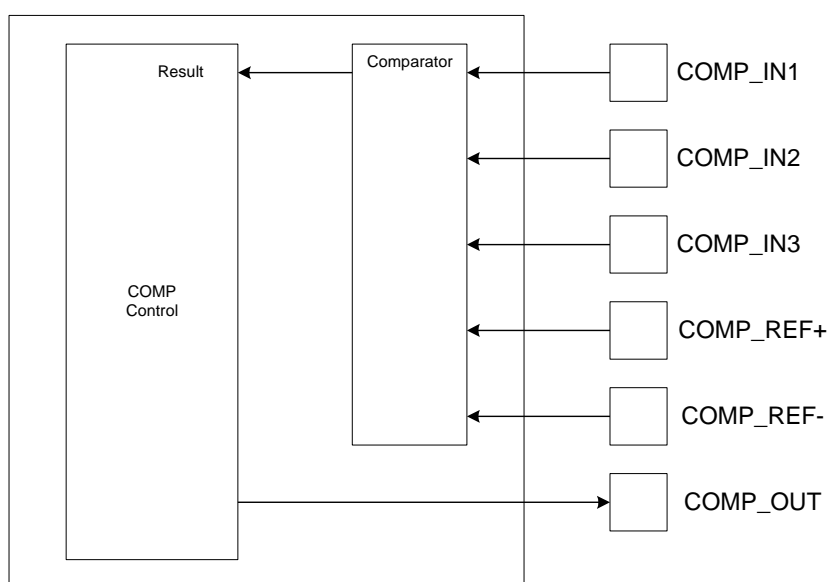 Result
Comparator
COMP_IN1
COMP_IN2
COMP_IN3
COMP
Control
COMP_REF+
COMP_REF-
COMP_OUT